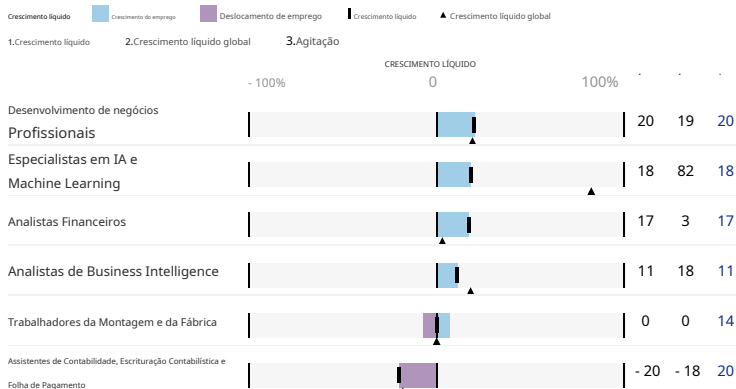 Crescimento líquido Crescimento do emprego Deslocamento de emprego Crescimento líquido Crescimento líquido global
1.Crescimento líquido 2.Crescimento líquido global 3.Agitação
CRESCIMENTO LÍQUIDO
- 100% 0 100%
Desenvolvimento de negócios
Profissionais
20 19 20
Especialistas em IA e
Machine Learning
18 82 18
Analistas Financeiros 17 3 17
Analistas de Business Intelligence 11 18 11
Trabalhadores da Montagem e da Fábrica 0 0 14
Assistentes de Contabilidade, Escrituração Contabilística e
Folha de Pagamento
- 20 - 18 20